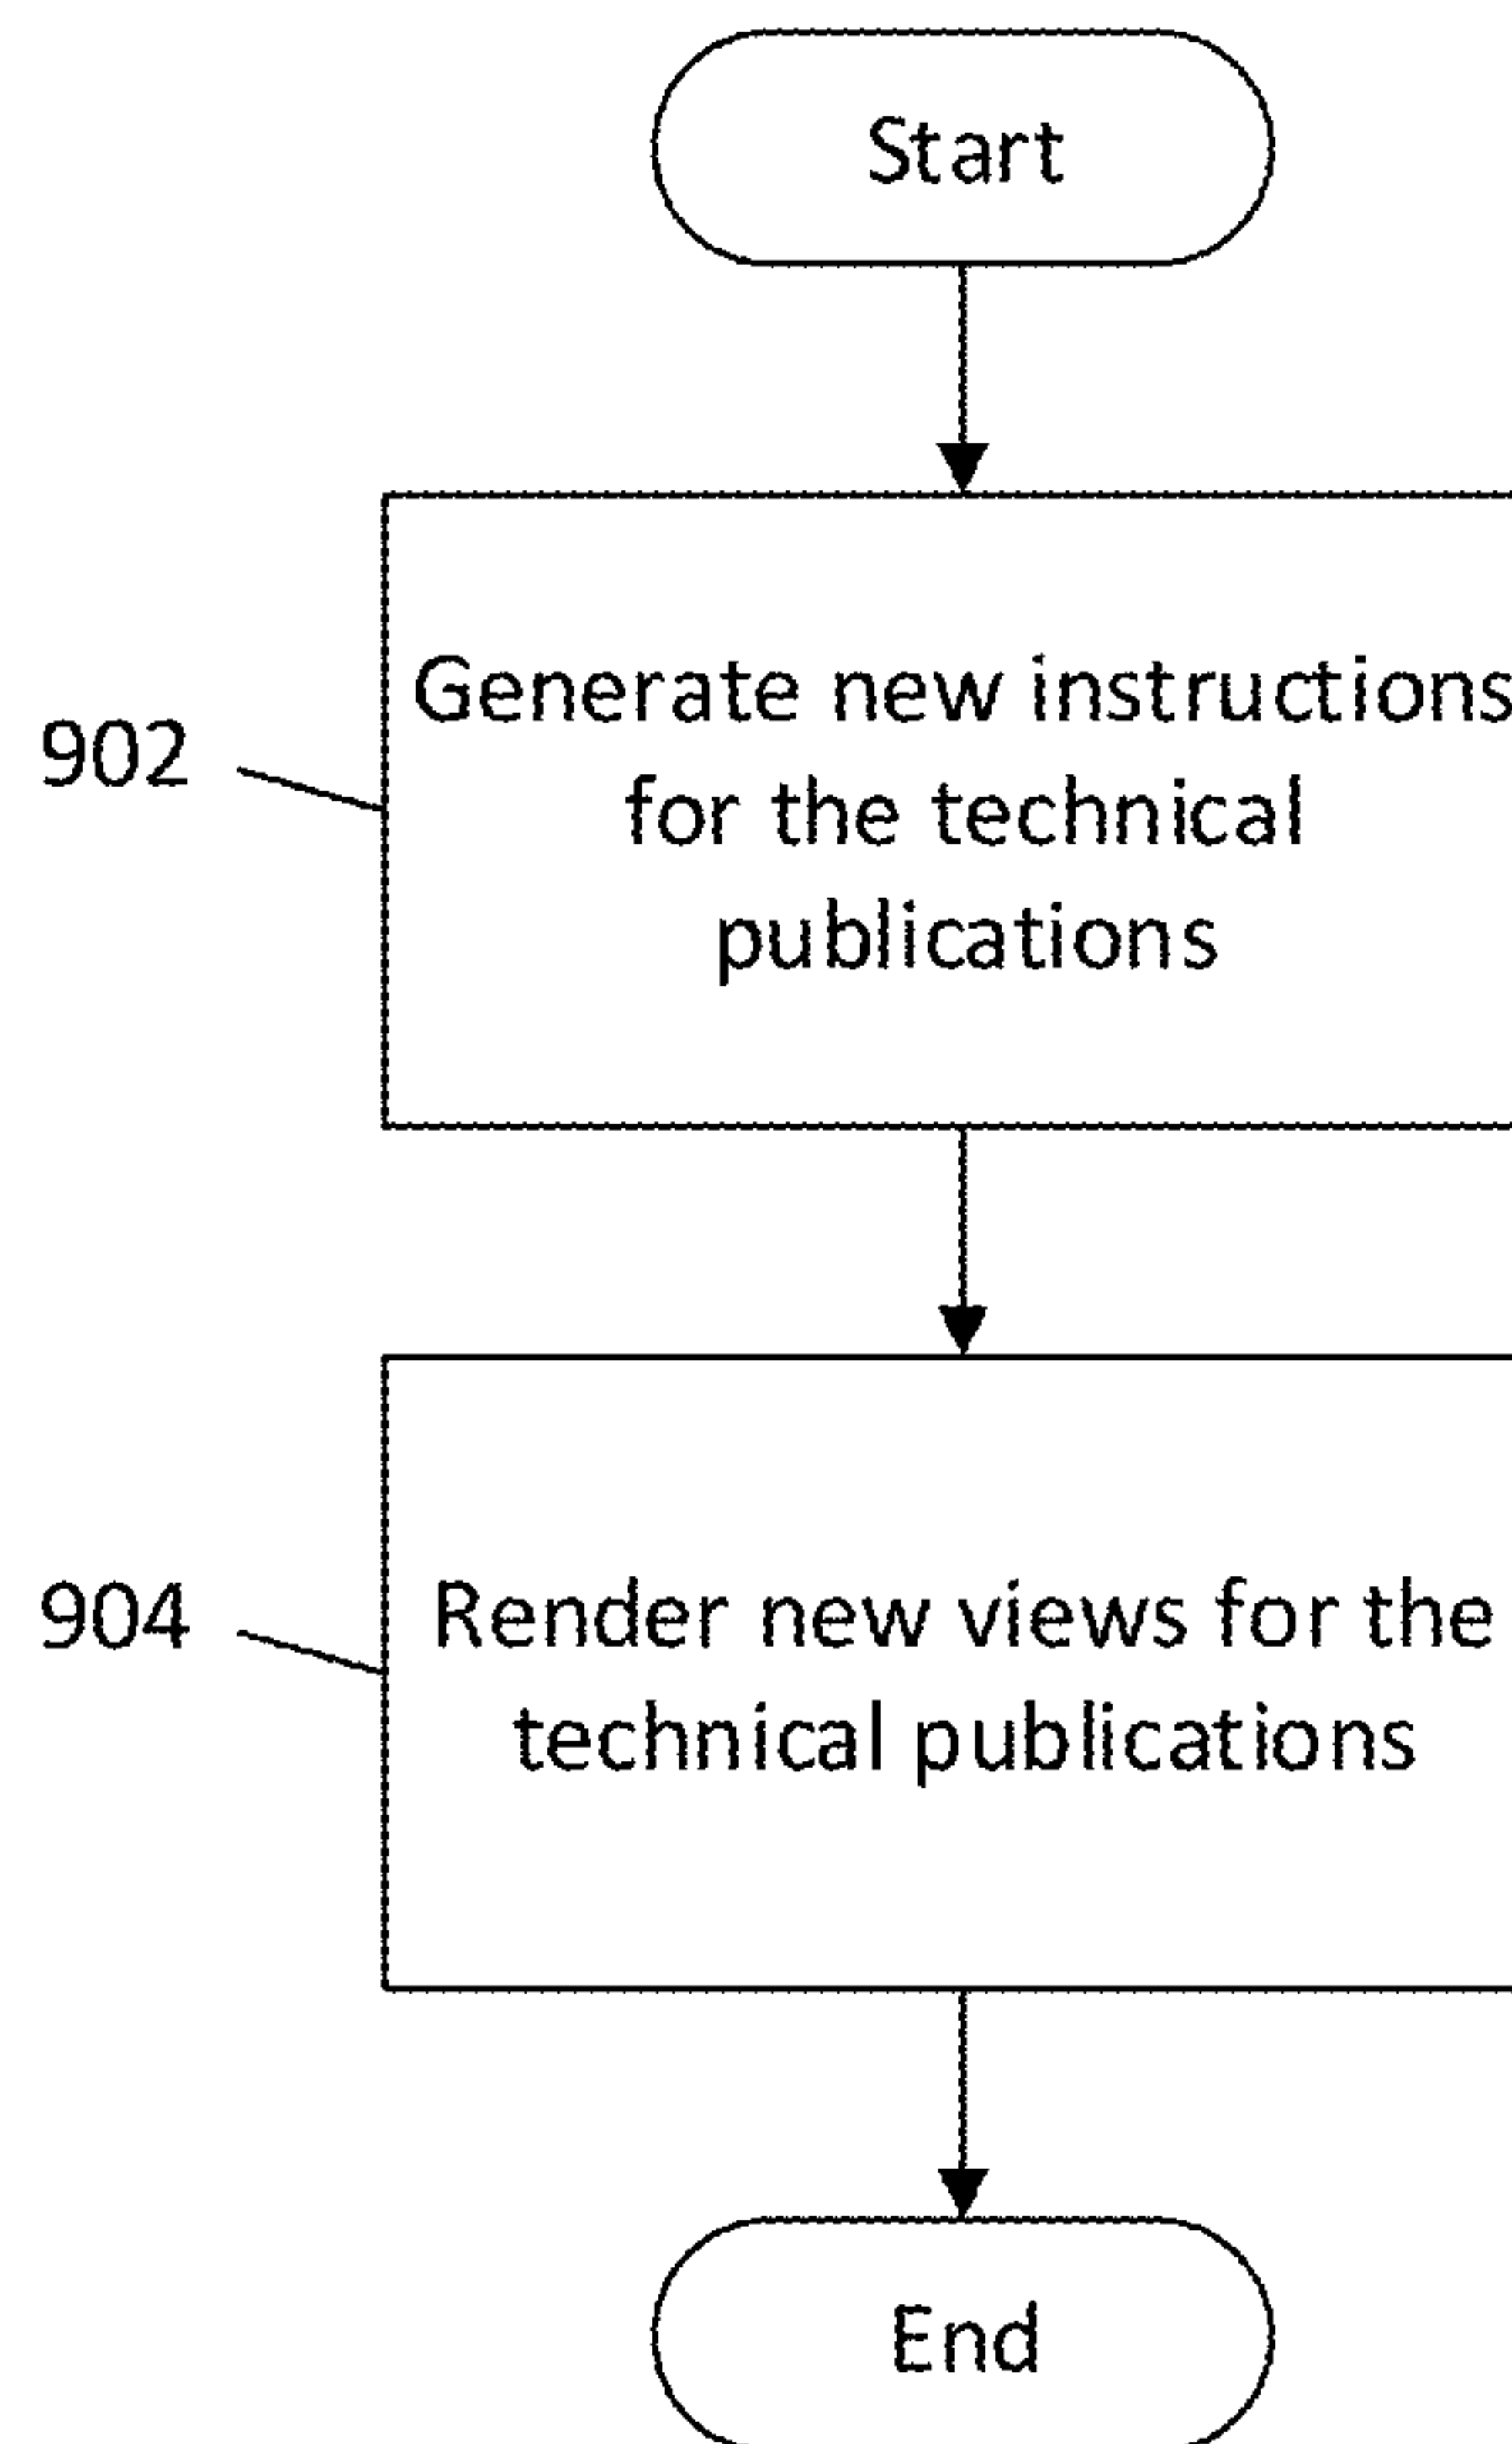 Start
902
Generate new instructions
for the technical
publications
904
Render new views for the
technical publications
End